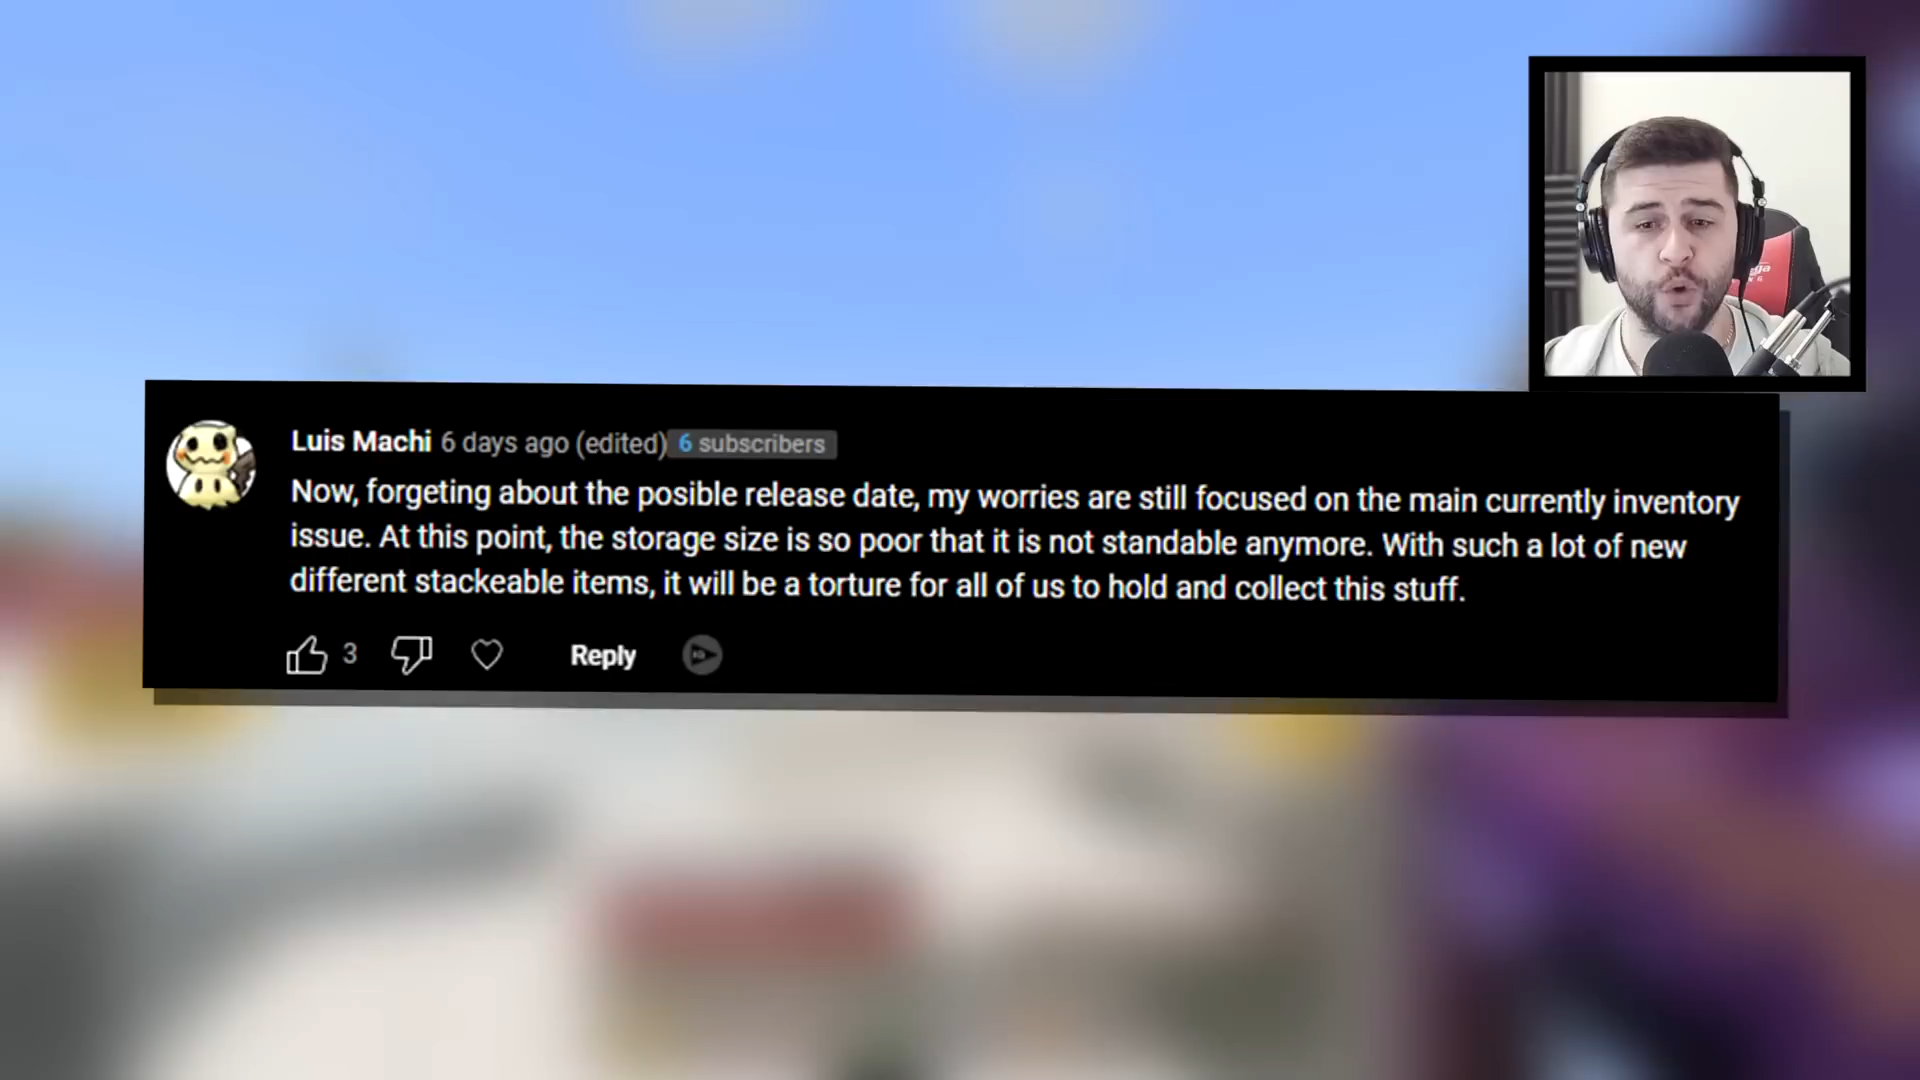 Luis Machi 6 days ago (edited) 6 subscribers
Now, forgeting about the posible release date, my worries are still focused on the main currently inventory
issue. At this point, the storage size is so poor that it is not standable anymore. With such a lot of new
different stackeable items, it will be a torture for all of us to hold and collect this stuff.
3 Reply